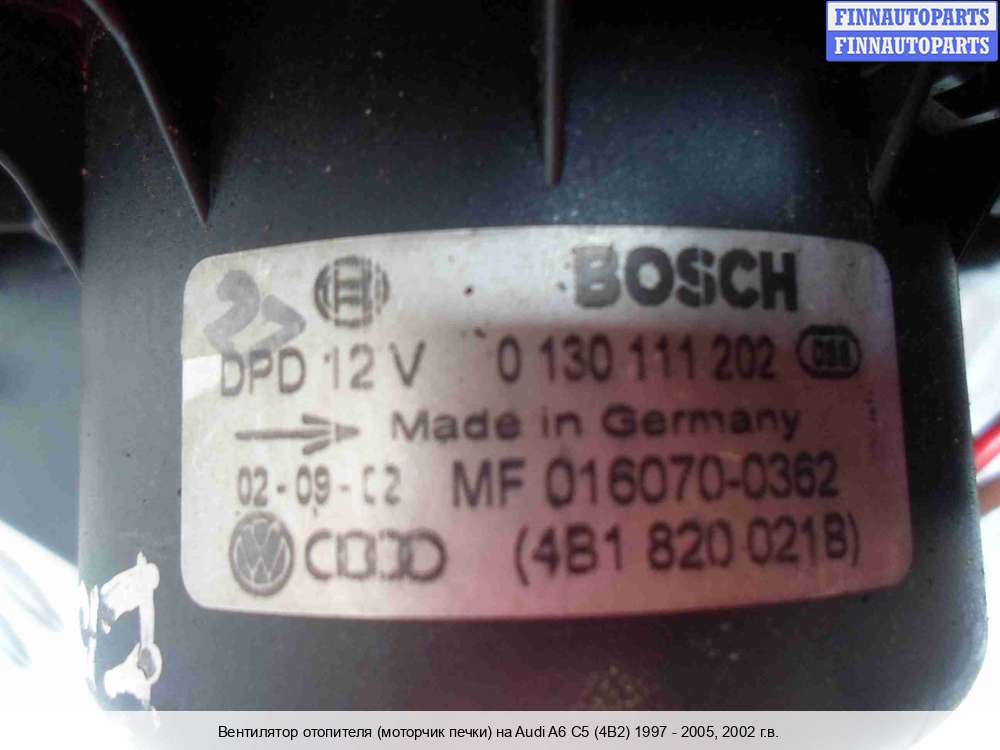 FINNAUTOPARTS
FINNAUTOPARTS
BOSCH
DPD 12 V 0 130 111 202
Made in Germany
02-09-02 MF 016070-0362
(4B1 820 021B)
Вентилятор отопителя (моторчик печки) на Audi A6 C5 (4B2) 1997 - 2005, 2002 г.в.